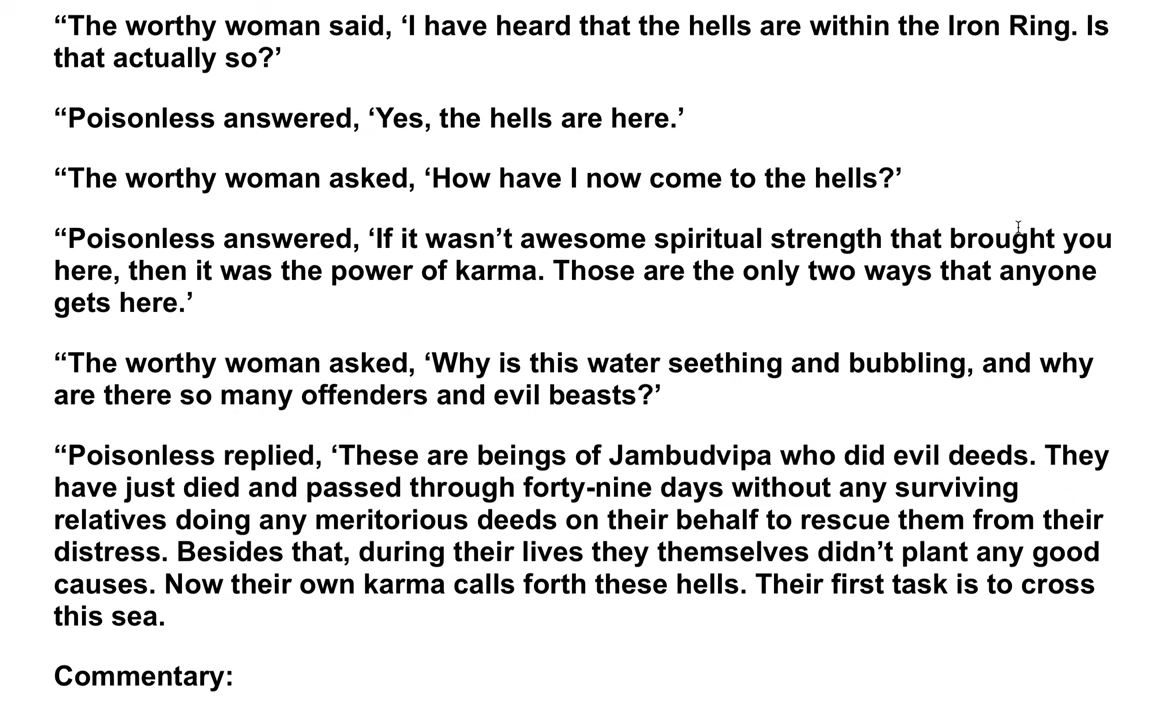 “The worthy woman said, ‘I have heard that the hells are within the Iron Ring. Is
that actually so?’
“Poisonless answered, ‘Yes, the hells are here.’
“The worthy woman asked, ‘How have I now come to the hells?’
“Poisonless answered, ‘If it wasn’t awesome spiritual strength that brought you
here, then it was the power of karma. Those are the only two ways that anyone
gets here.’
“The worthy woman asked, ‘Why is this water seething and bubbling, and why
are there so many offenders and evil beasts?’
“Poisonless replied, ‘These are beings of Jambudvipa who did evil deeds. They
have just died and passed through forty-nine days without any surviving
relatives doing any meritorious deeds on their behalf to rescue them from their
distress. Besides that, during their lives they themselves didn’t plant any good
causes. Now their own karma calls forth these hells. Their first task is to cross
this sea.
Commentary: